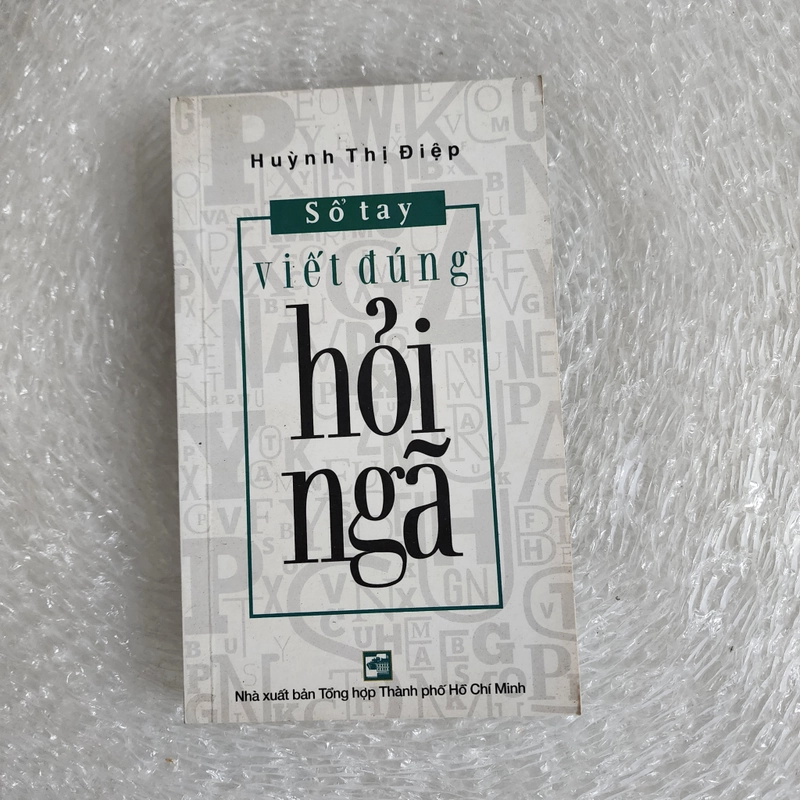 Huỳnh Thị Điệp
Sổ tay
viết đúng
hỏi
ngã
Nhà xuất bản Tổng hợp Thành phố Hồ Chí Minh